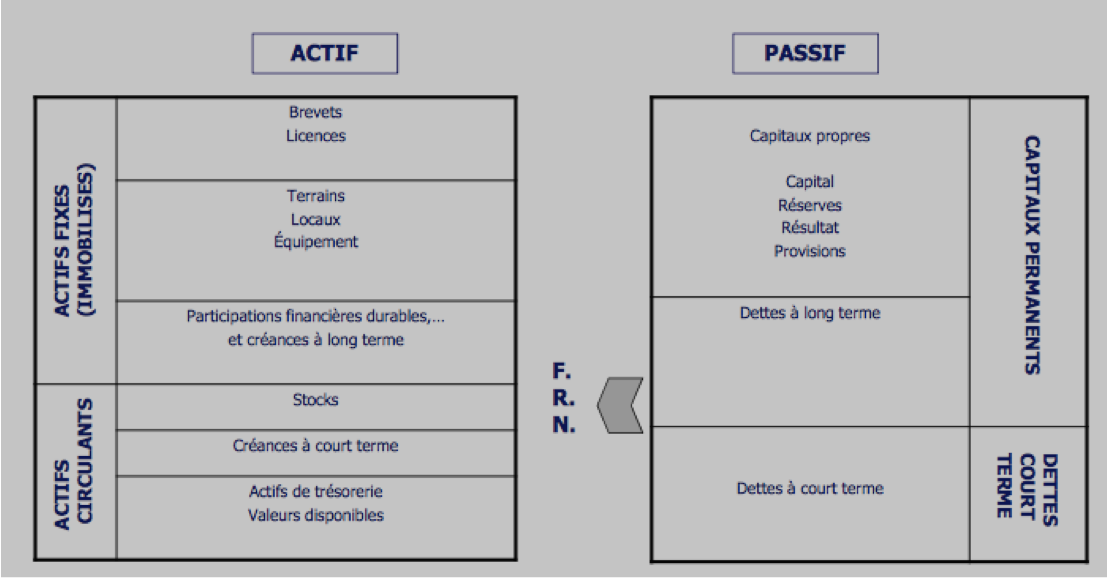 ACTIF
PASSIF
ACTIFS FIXES
(IMMOBILISES)
Brevets
Licences
Terrains
Locaux
Équipement
Participations financières durables,...
et créances à long terme
ACTIFS
CIRCULANTS
Stocks
Créances à court terme
Actifs de trésorerie
Valeurs disponibles
F.
R.
N.
Capitaux propres
Capital
Réserves
Résultat
Provisions
Dettes à long terme
CAPITAUX PERMANENTS
Dettes à court terme
DETTES
COURT
TERME